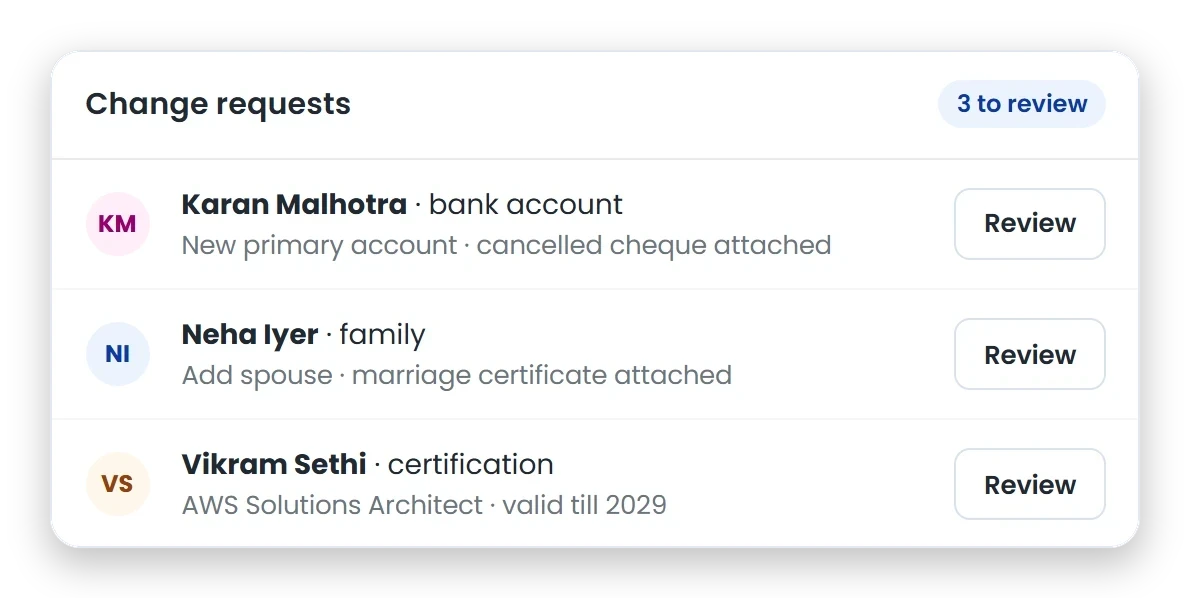 Change requests
3 to review
KM
Karan Malhotra · bank account
New primary account · cancelled cheque attached
Review
NI
Neha Iyer · family
Add spouse · marriage certificate attached
Review
VS
Vikram Sethi · certification
AWS Solutions Architect · valid till 2029
Review